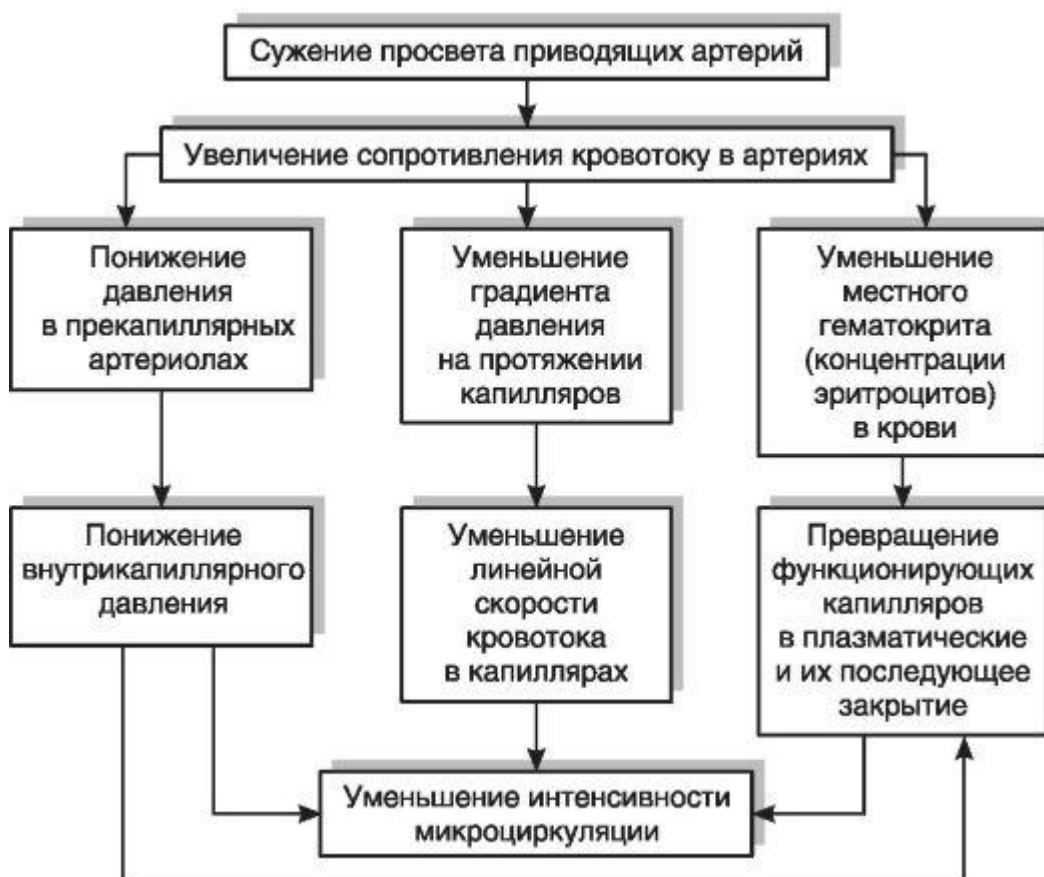 Сужение просвета приводящих артерий
Увеличение сопротивления кровотоку в артериях
Понижение
давления
в прекапиллярных
артериолах
Уменьшение
градиента
давления
на протяжении
капилляров
Уменьшение
местного
гематокрита
(концентрации
эритроцитов)
в крови
Понижение
внутрикапиллярного
давления
Уменьшение
линейной
скорости
кровотока
в капиллярах
Превращение
функционирующих
капилляров
в плазматические
и их последующее
закрытие
Уменьшение интенсивности
микроциркуляции